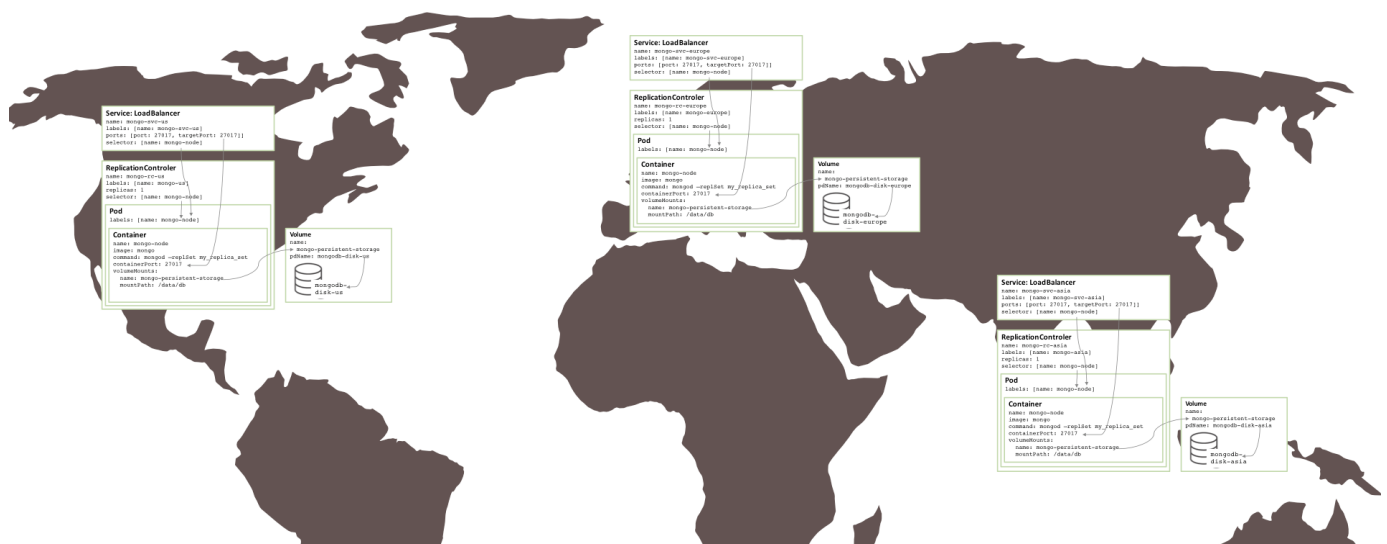 Service: LoadBalancer
name: mongo-svc-us
labels: [name: mongo-svc-us]
ports: [port: 27017, targetPort: 27017]]
selector: [name: mongo-node]
ReplicationControler
name: mongo-rc-us
labels: [name: mongo-us]
replicas: 1
selector: [name: mongo-node]
Pod
labels: [name: mongo-node]
Container
name: mongo-node
image: mongo
command: mongod —replSet my_replica_set
containerPort: 27017
volumeMounts:
name: mongo-persistent-storage
mountPath: /data/db
Volume
name:
mongo-persistent-storage
pdName: mongodb-disk-us
mongodb-
disk-us
…
Service: LoadBalancer
name: mongo-svc-europe
labels: [name: mongo-svc-europe]
ports: [port: 27017, targetPort: 27017]]
selector: [name: mongo-node]
ReplicationControler
name: mongo-rc-europe
labels: [name: mongo-europe]
replicas: 1
selector: [name: mongo-node]
Pod
labels: [name: mongo-node]
Container
name: mongo-node
image: mongo
command: mongod —replSet my_replica_set
containerPort: 27017
volumeMounts:
name: mongo-persistent-storage
mountPath: /data/db
Volume
name:
mongo-persistent-storage
pdName: mongodb-disk-europe
mongodb-
disk-europe
…
Service: LoadBalancer
name: mongo-svc-asia
labels: [name: mongo-svc-asia]
ports: [port: 27017, targetPort: 27017]]
selector: [name: mongo-node]
ReplicationControler
name: mongo-rc-asia
labels: [name: mongo-asia]
replicas: 1
selector: [name: mongo-node]
Pod
labels: [name: mongo-node]
Container
name: mongo-node
image: mongo
command: mongod —replSet my_replica_set
containerPort: 27017
volumeMounts:
name: mongo-persistent-storage
mountPath: /data/db
Volume
name:
mongo-persistent-storage
pdName: mongodb-disk-asia
mongodb-
disk-asia
…